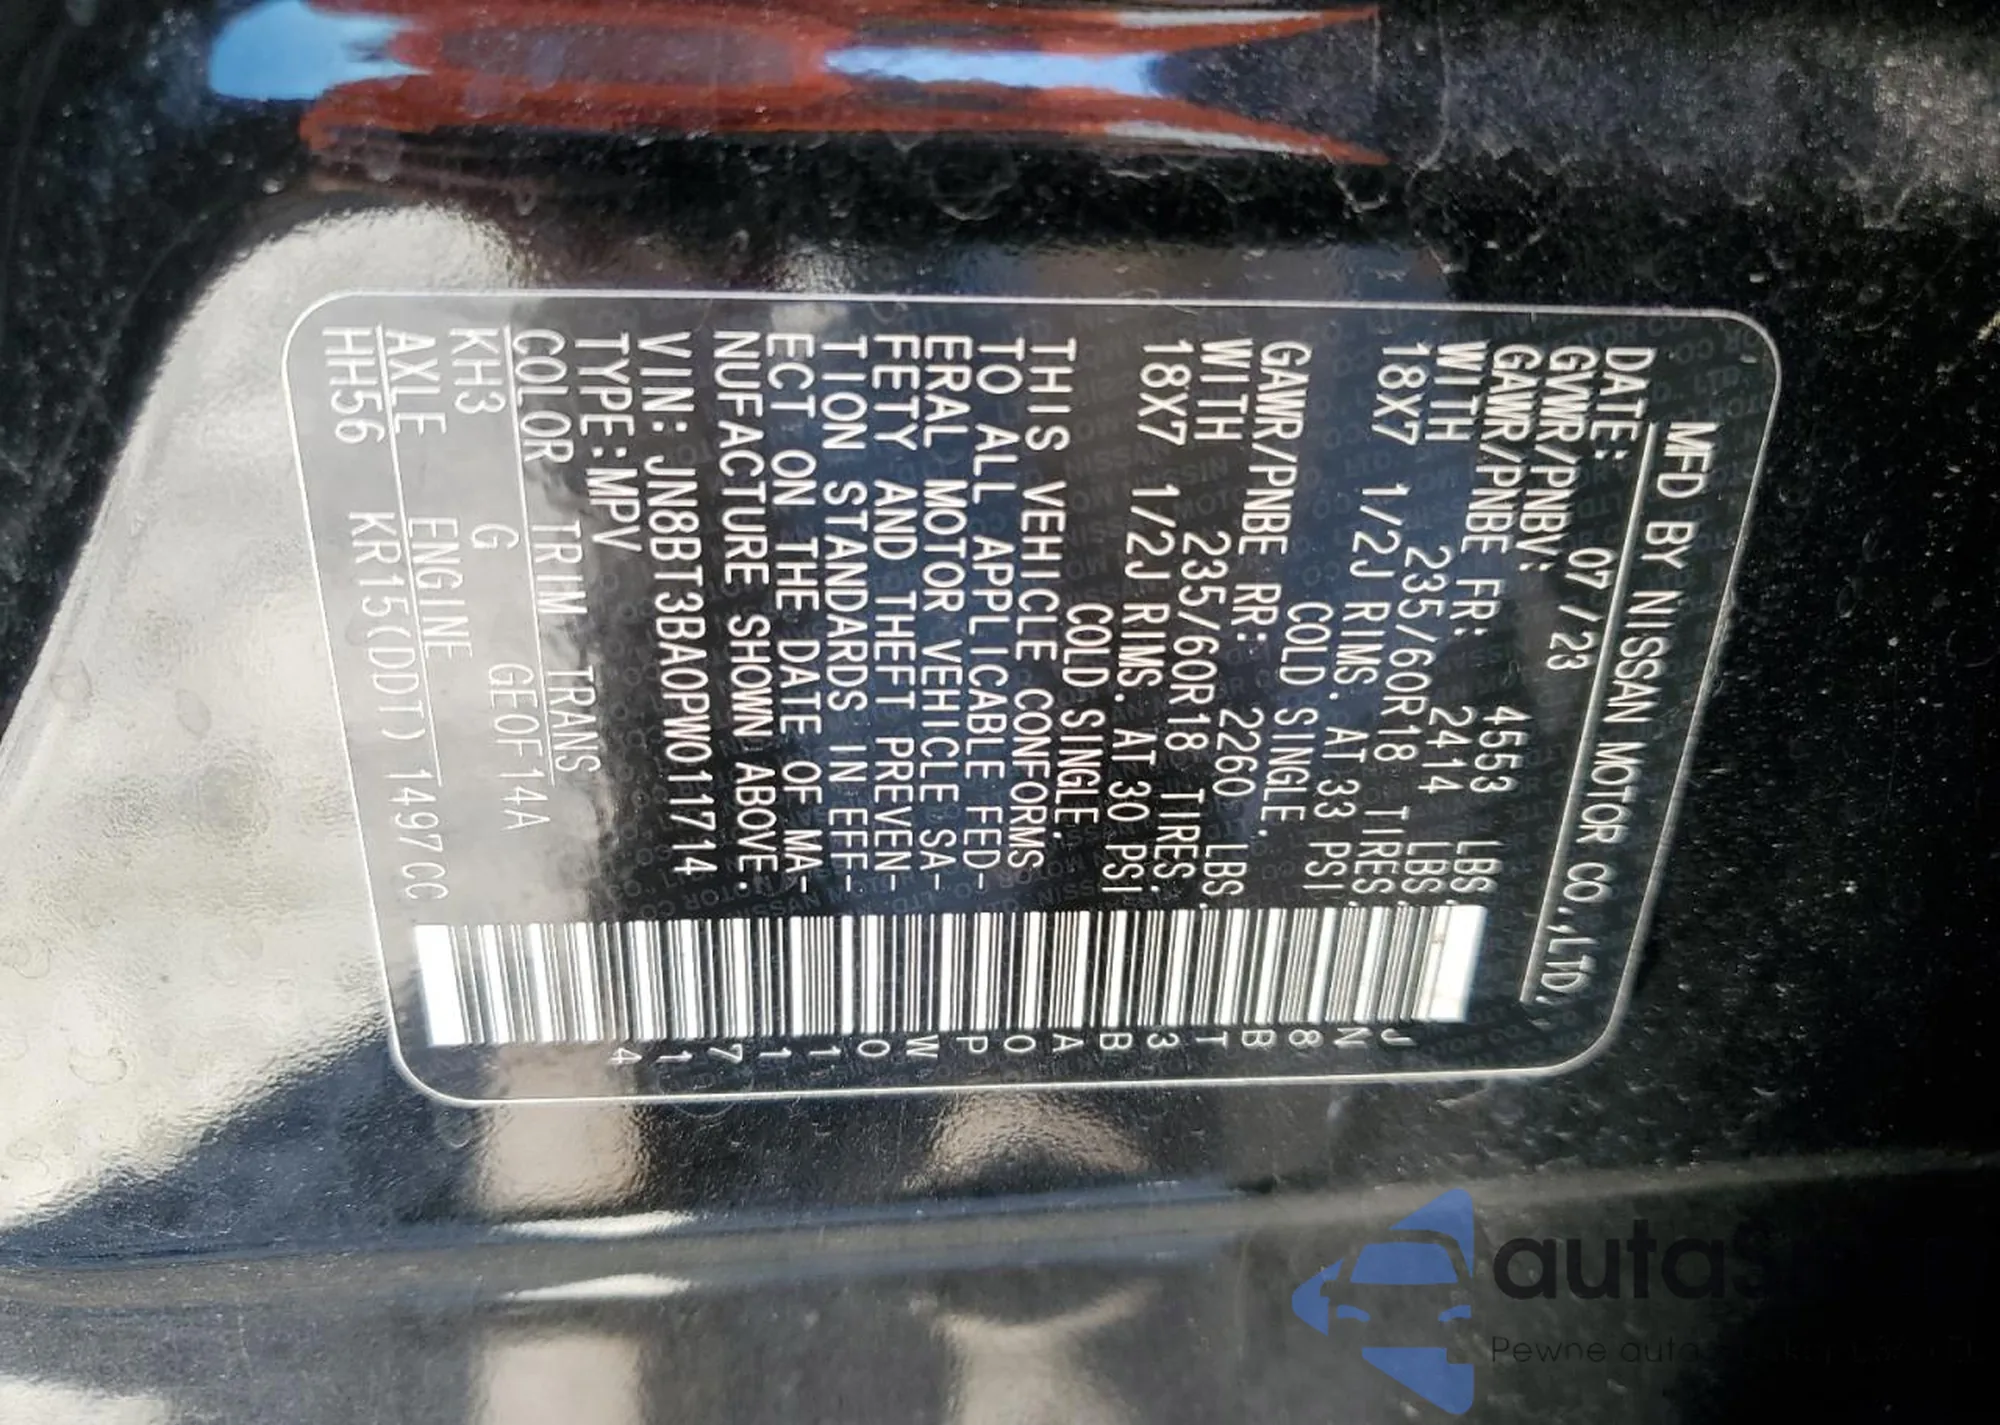 MFD BY NISSAN MOTOR CO.,LTD.
DATE: 07/23
GVWR/PNBV: 4553 LBS.
GAWR/PNBE FR: 2414 LBS.
WITH 235/60R18 TIRES.
18X7 1/2J RIMS. AT 33 PSI
COLD SINGLE.
GAWR/PNBE RR: 2260 LBS.
WITH 235/60R18 TIRES.
18X7 1/2J RIMS. AT 30 PSI
COLD SINGLE.
THIS VEHICLE CONFORMS
TO ALL APPLICABLE FED-
ERAL MOTOR VEHICLE SA-
FETY AND THEFT PREVEN-
TION STANDARDS IN EFF-
ECT ON THE DATE OF MA-
NUFACTURE SHOWN ABOVE.
VIN: JN8BT3BA0PW011714
TYPE:MPV
COLOR TRIM TRANS
KH3 G GE0F14A
AXLE ENGINE
HH56 KR15(DDT) 1497CC
JN8BT3BA0PW011714
Pewne auto